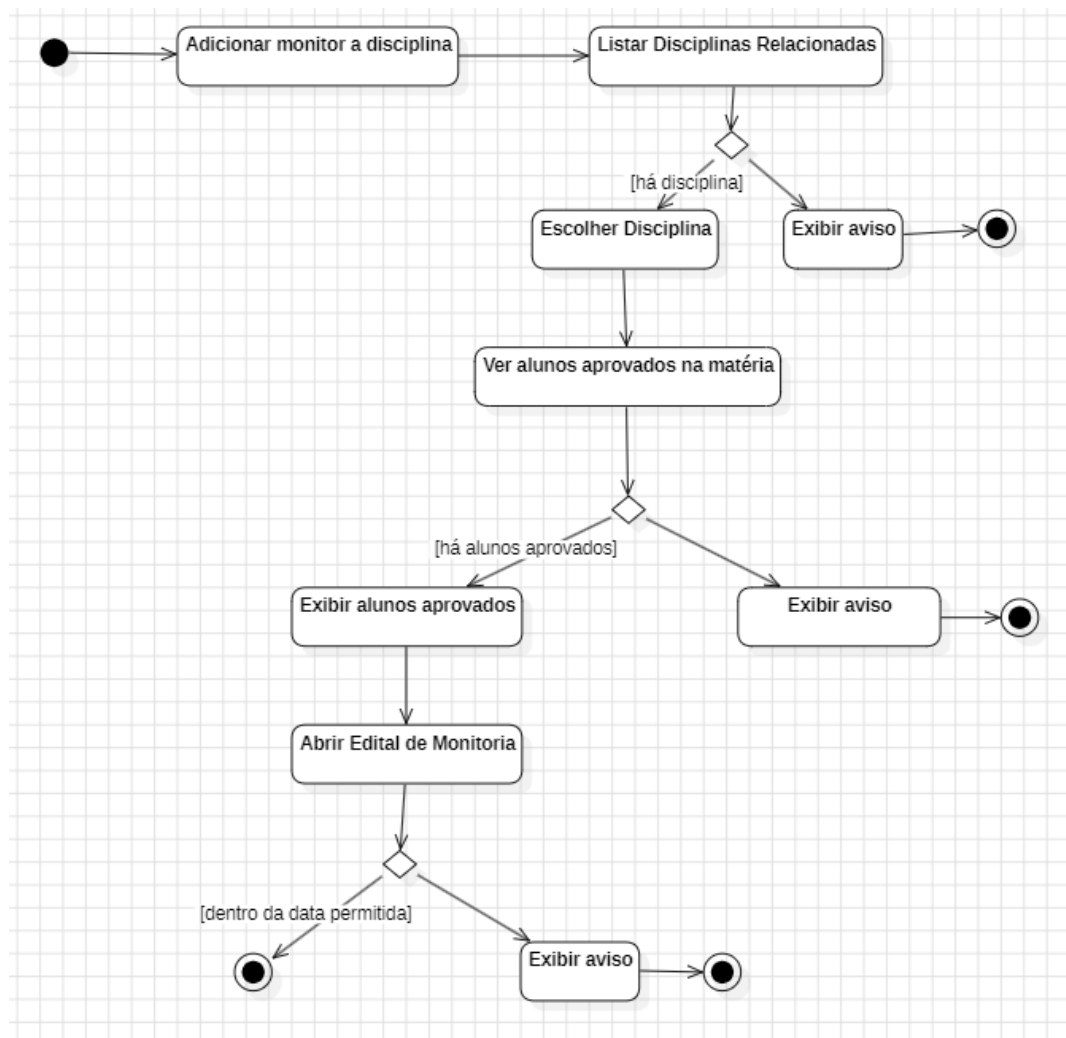 Adicionar monitor a disciplina
Listar Disciplinas Relacionadas
[há disciplina]
Escolher Disciplina
Exibir aviso
Ver alunos aprovados na matéria
[há alunos aprovados]
Exibir alunos aprovados
Exibir aviso
Abrir Edital de Monitoria
[dentro da data permitida]
Exibir aviso